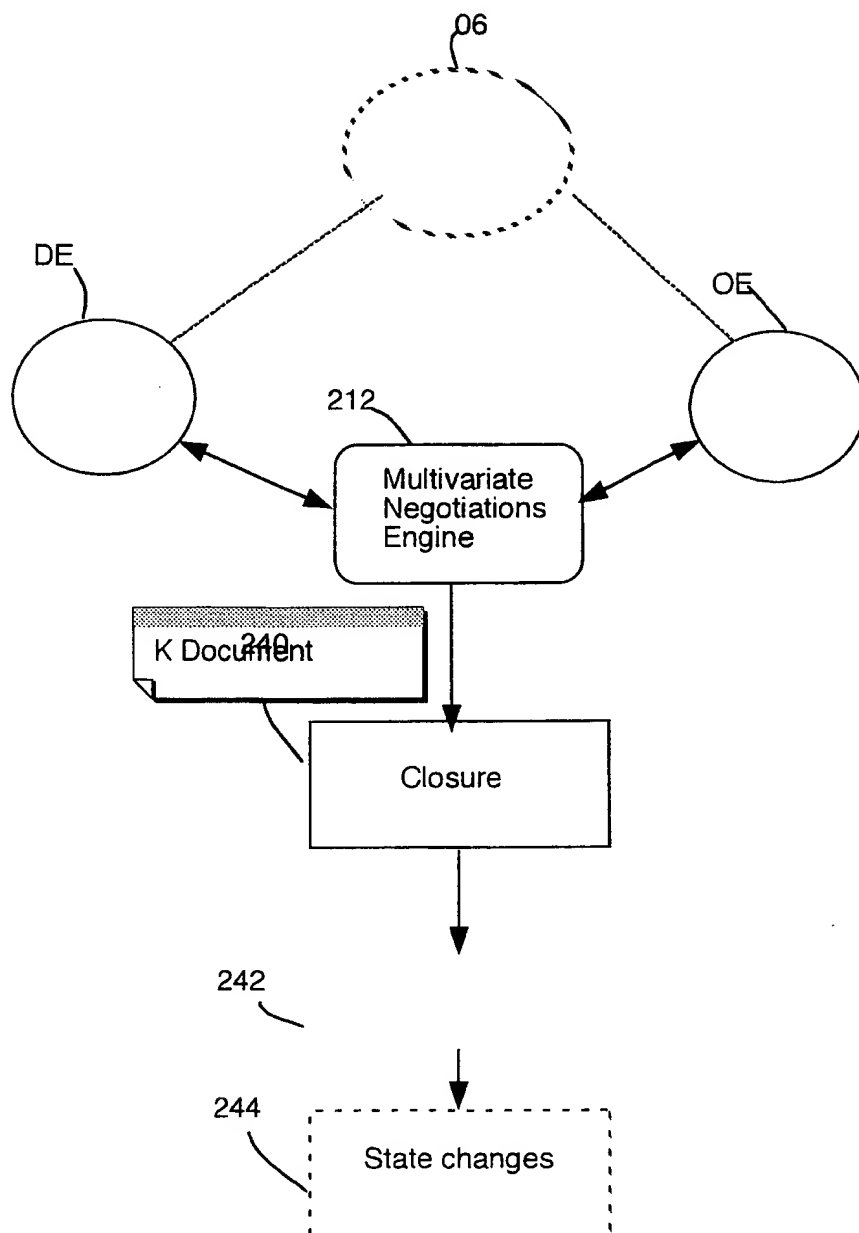 06
DE
OE
212
Multivariate
Negotiations
Engine
240
K Document
Closure
242
244
State changes